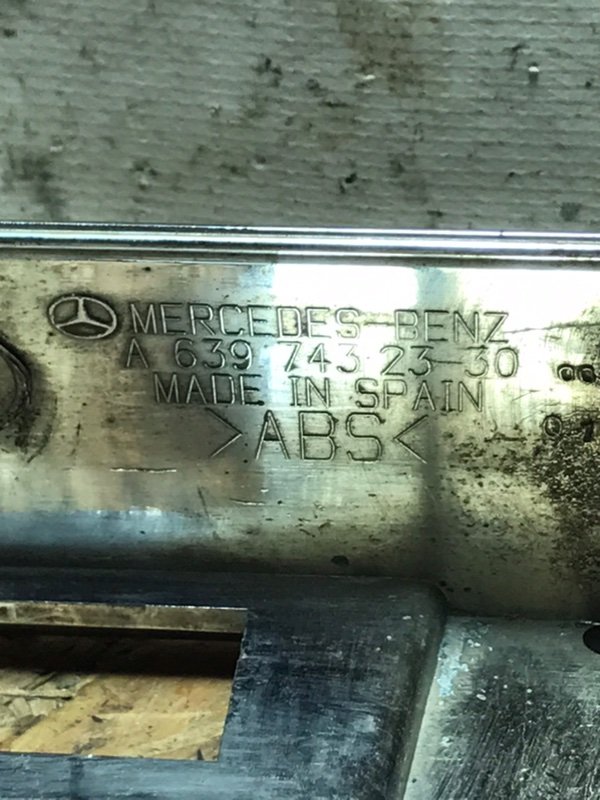 MERCEDES-BENZ
A 639 743 23 30
MADE IN SPAIN
>ABS<